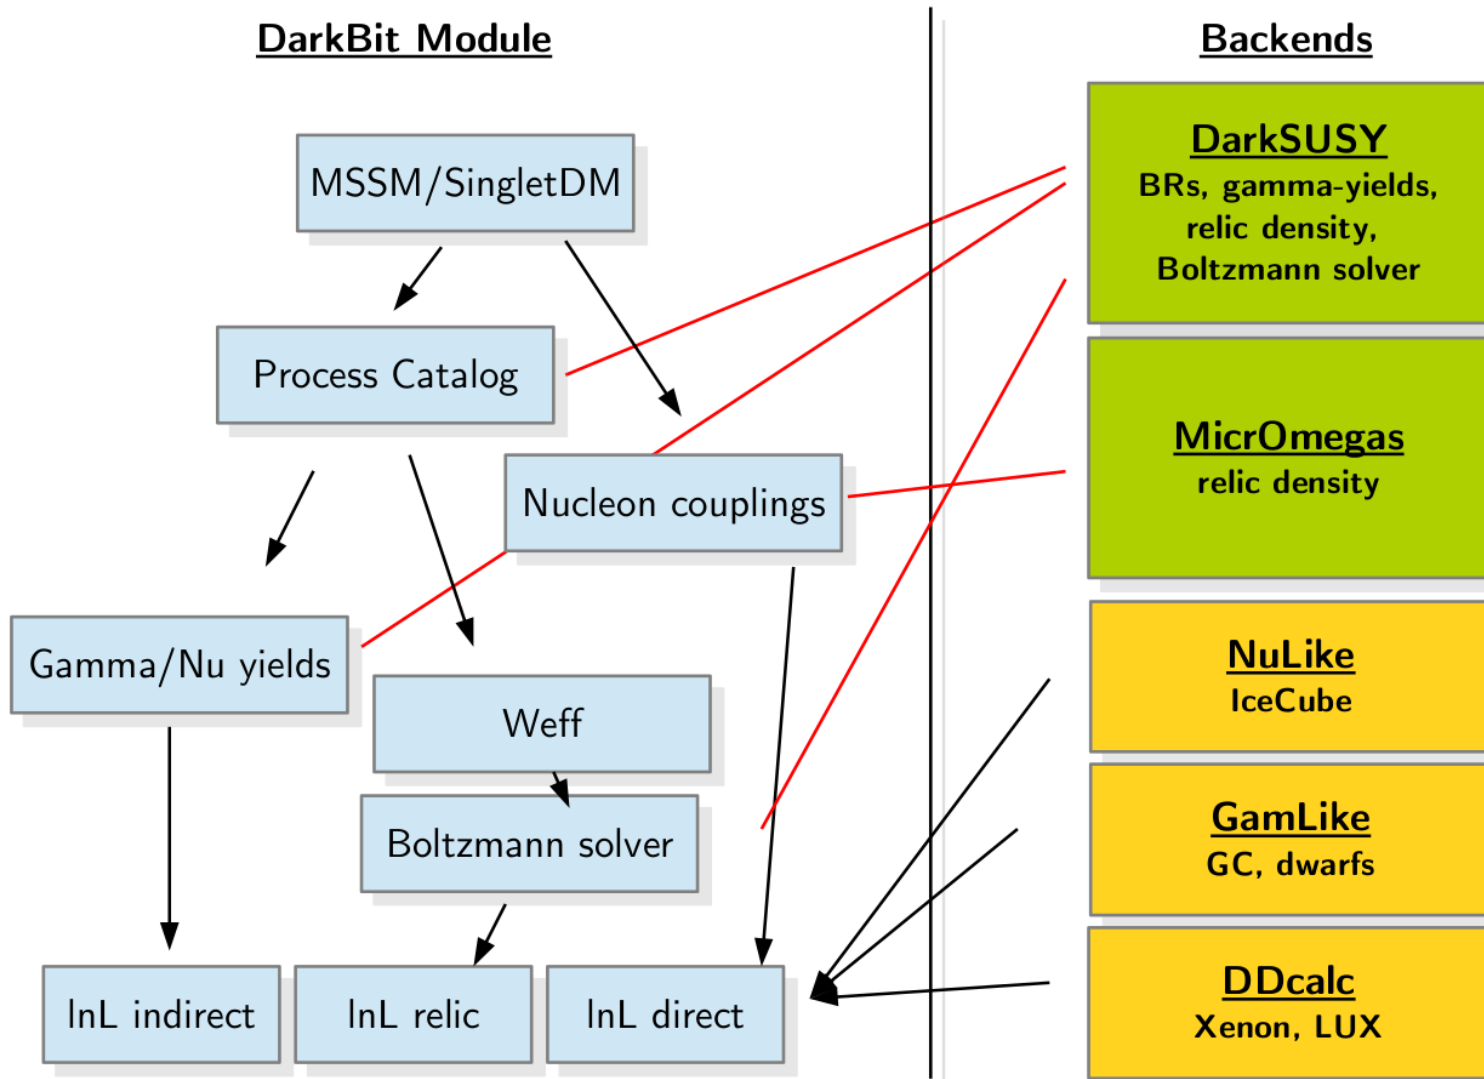 DarkBit Module
MSSM/SingletDM
Process Catalog
Nucleon couplings
Gamma/Nu yields
Weff
Boltzmann solver
lnL indirect
lnL relic
lnL direct
Backends
DarkSUSY
BRs, gamma-yields,
relic density,
Boltzmann solver
MicrOmegas
relic density
NuLike
IceCube
GamLike
GC, dwarfs
DDcalc
Xenon, LUX